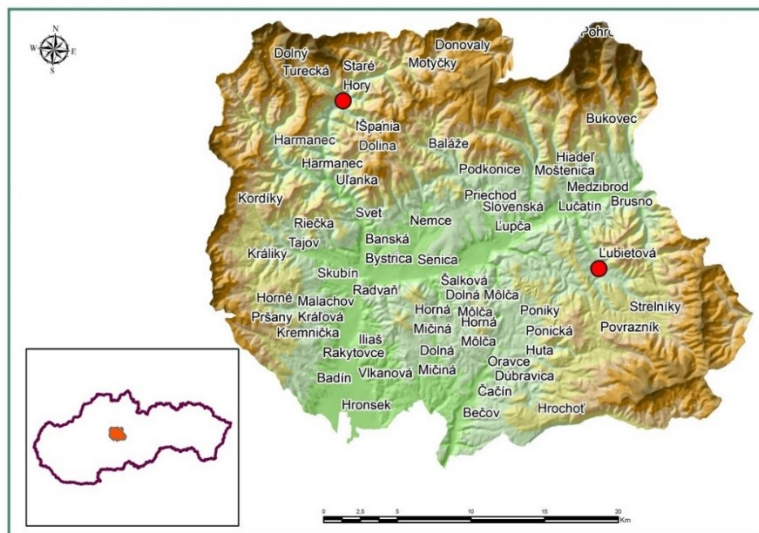 N
W E
S
Donovaly
Pohro
Dolný
Turecká
Staré
Hory
Motyčky
Bukovec
Špania
Dolina
Harmanec
Baláže
Hiadeľ
Harmanec
Uľanka
Podkonice
Moštenica
Medzibrod
Kordíky
Priechod
Slovenská
Ľupča
Lučatín
Brusno
Svet
Nemce
Riečka
Tajov
Banská
Bystrica
Králiky
Senica
Ľubietová
Skubín
Radvaň
Šalková
Horné
Pršany
Malachov
Dolná Môlča
Strelníky
Kráľová
Horná
Mičiná
Môlča
Horná
Môlča
Poniky
Kremnička
Iliaš
Ponická
Huta
Povrazník
Rakytovce
Dolná
Mičiná
Oravce
Vlkanová
Badín
Dúbravica
Čačín
Hronsek
Bečov
Hrochoť
0 2,5 5 10 15 20
Km